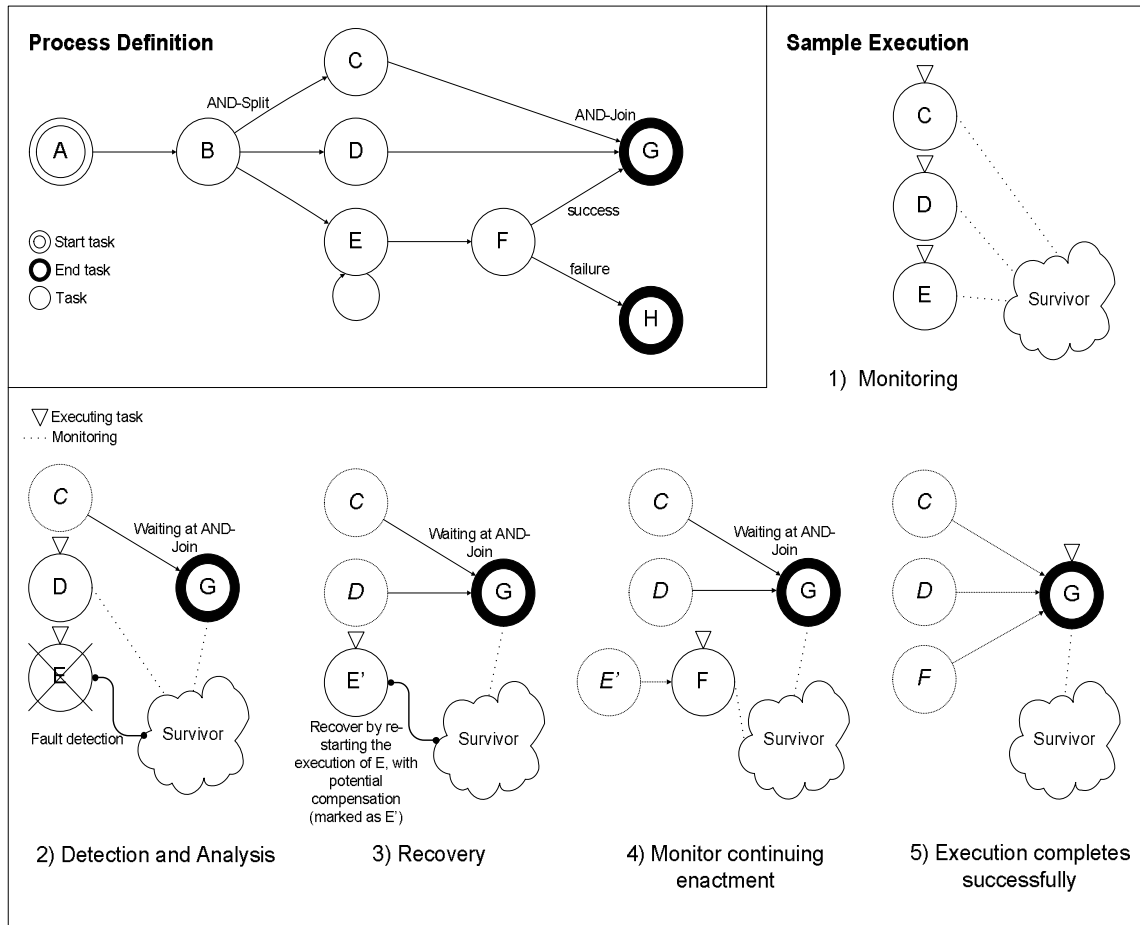 Process Definition
C
AND-Split
AND-Join
A
B
D
G
success
E
F
failure
H
Start task
End task
Task
Sample Execution
C
D
E
Survivor
1) Monitoring
Executing task
Monitoring
C
Waiting at AND-
Join
D
G
E
Fault detection
Survivor
2) Detection and Analysis
C
Waiting at AND-
Join
D
G
E'
Recover by re-
starting the
execution of E, with
potential
compensation
(marked as E')
Survivor
3) Recovery
C
Waiting at AND-
Join
D
G
E'
F
Survivor
4) Monitor continuing
enactment
C
D
G
F
Survivor
5) Execution completes
successfully